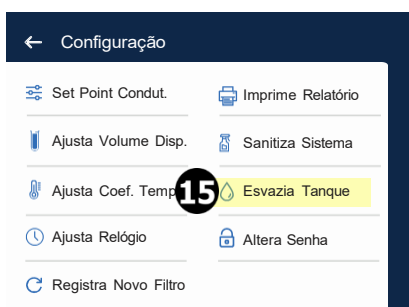 Configuração
Set Point Condut.
Imprime Relatório
Ajusta Volume Disp.
Sanitiza Sistema
Ajusta Coef. Temp
15
Esvazia Tanque
Ajusta Relógio
Altera Senha
Registra Novo Filtro